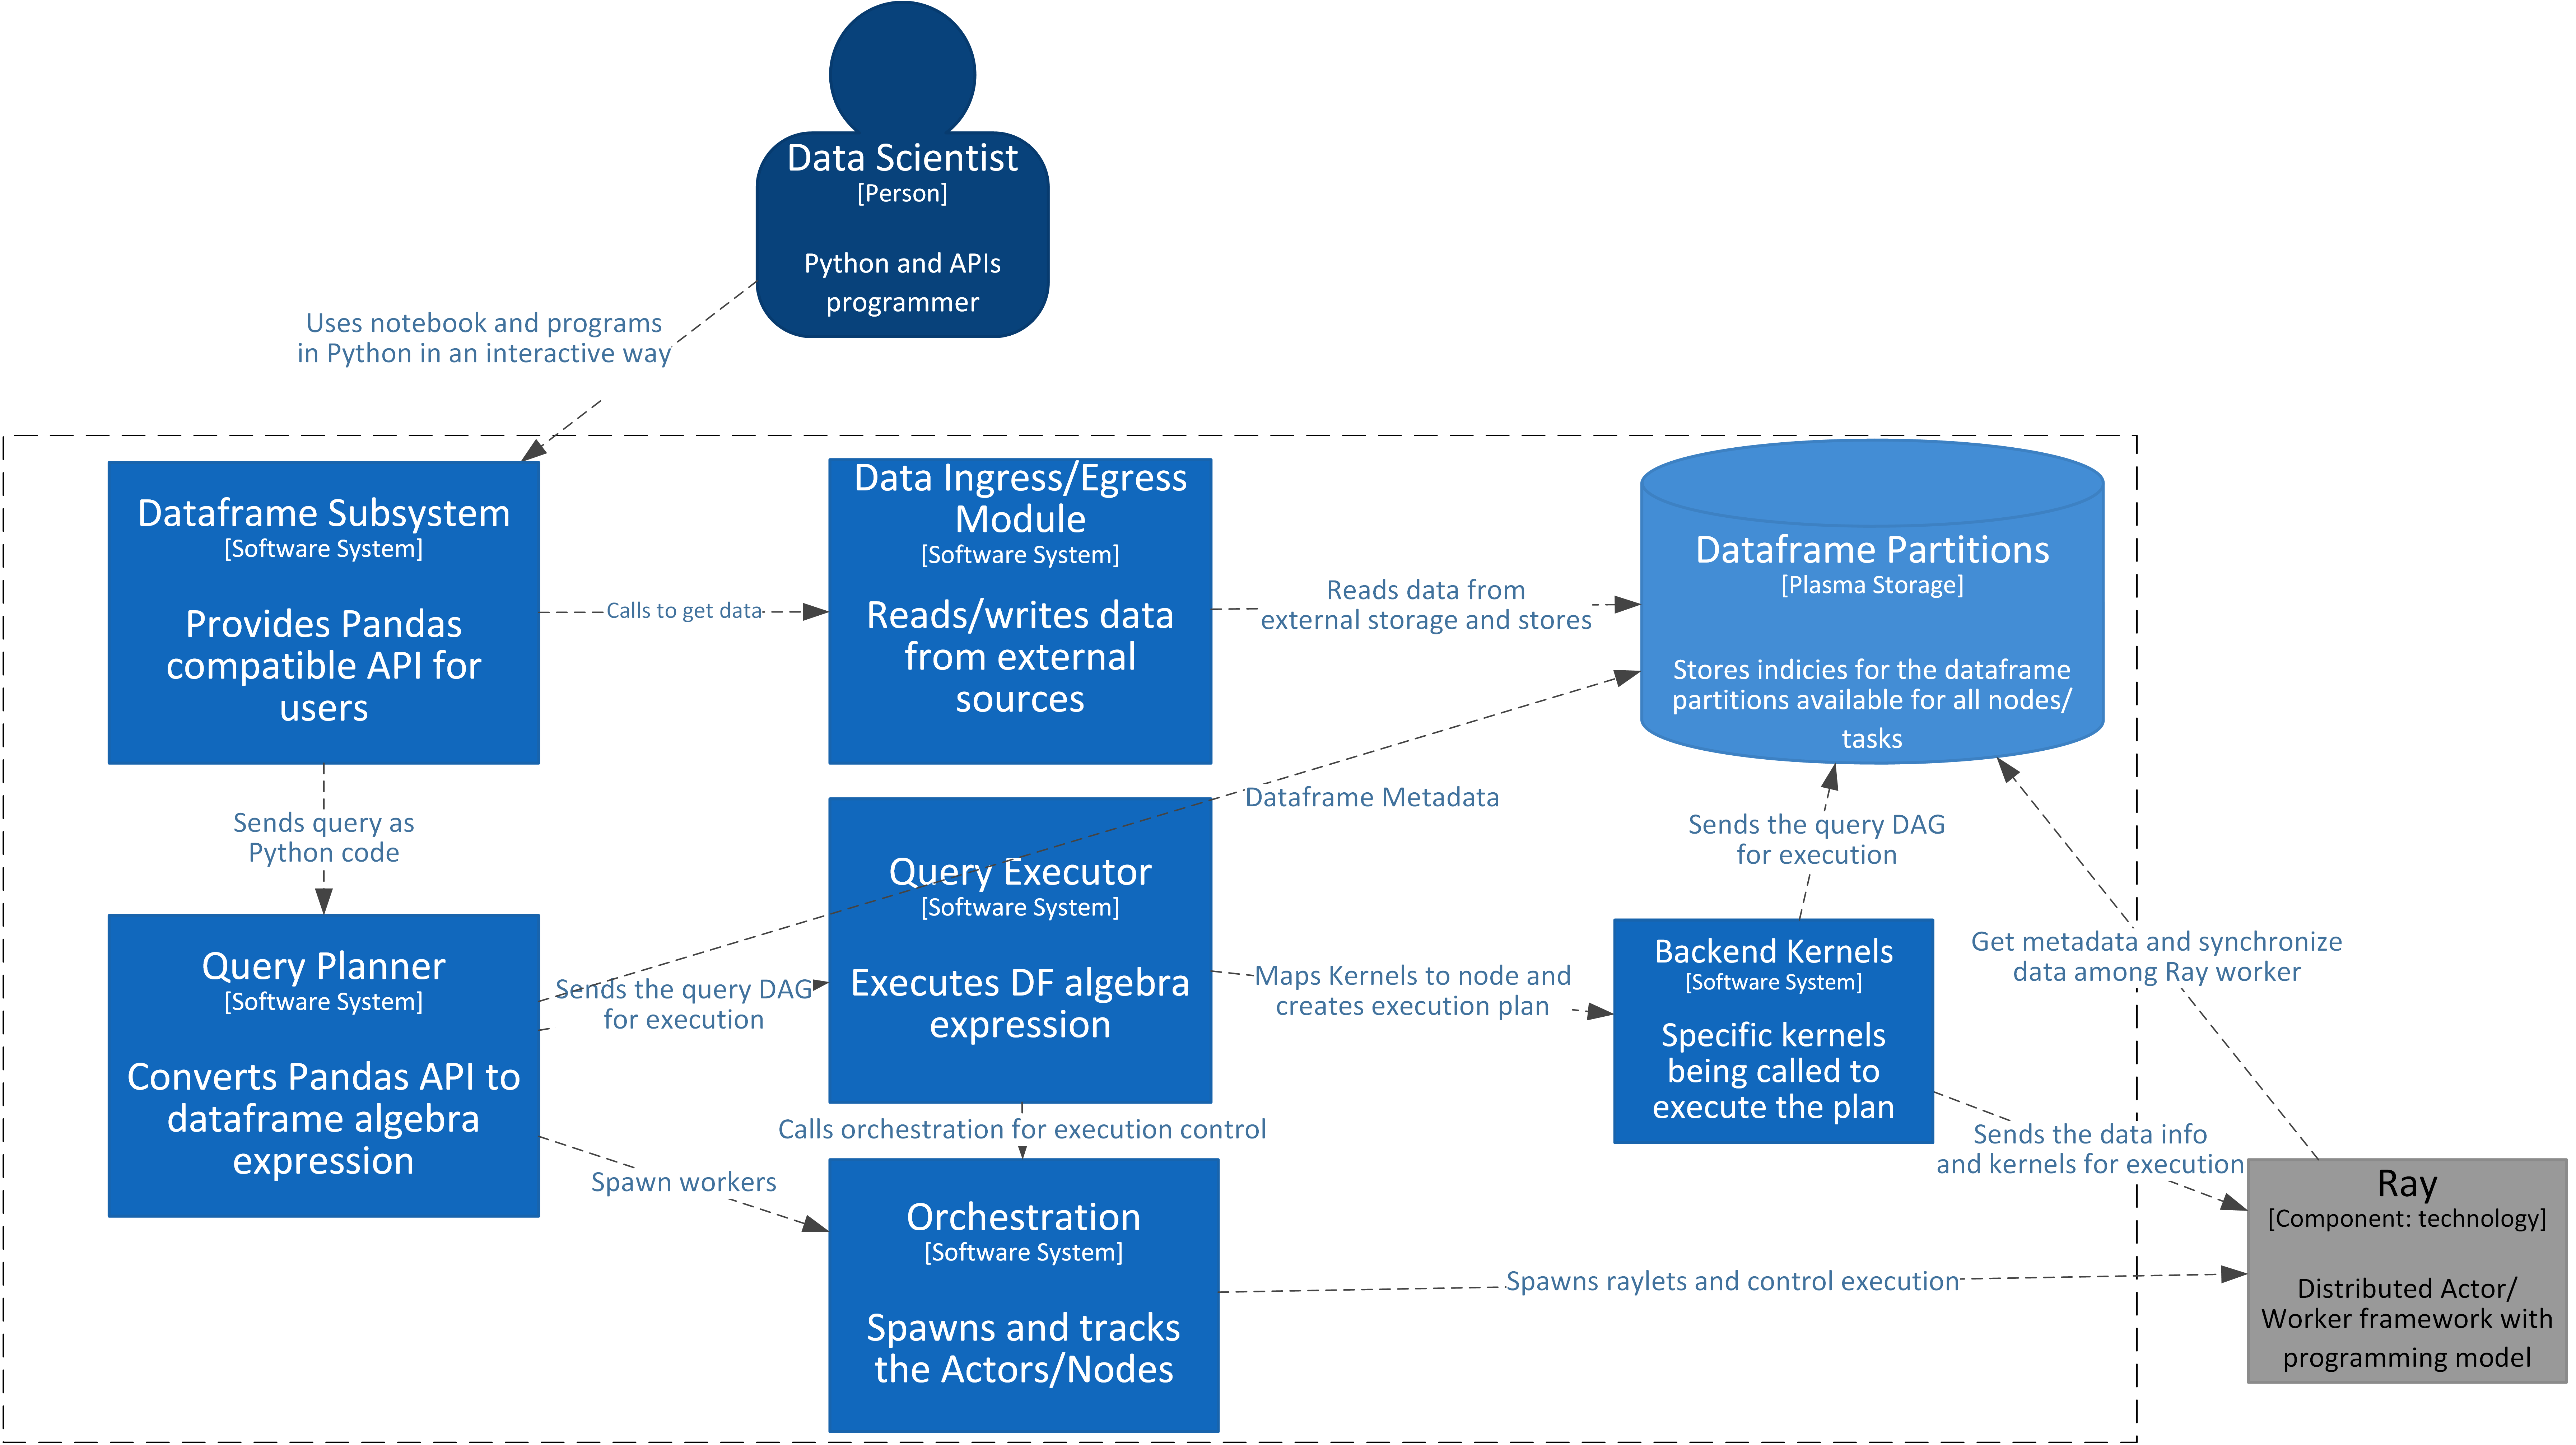 Data Scientist
[Person]
Python and APIs
programmer
Uses notebook and programs
in Python in an interactive way
Dataframe Subsystem
[Software System]
Provides Pandas
compatible API for
users
Calls to get data
Data Ingress/Egress
Module
[Software System]
Reads/writes data
from external
sources
Reads data from
external storage and stores
Dataframe Partitions
[Plasma Storage]
Stores indicies for the dataframe
partitions available for all nodes/
tasks
Sends query as
Python code
Dataframe Metadata
Sends the query DAG
for execution
Query Planner
[Software System]
Converts Pandas API to
dataframe algebra
expression
Sends the query DAG
for execution
Query Executor
[Software System]
Executes DF algebra
expression
Maps Kernels to node and
creates execution plan
Backend Kernels
[Software System]
Specific kernels
being called to
execute the plan
Get metadata and synchronize
data among Ray worker
Calls orchestration for execution control
Spawn workers
Sends the data info
and kernels for execution
Orchestration
[Software System]
Spawns and tracks
the Actors/Nodes
Spawns raylets and control execution
Ray
[Component: technology]
Distributed Actor/
Worker framework with
programming model